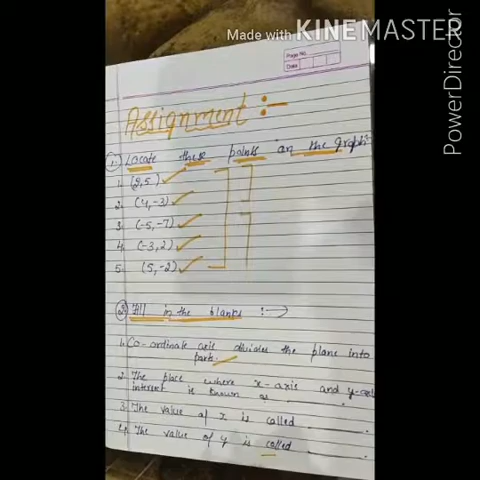 Made with KINEMASTER
PowerDirector
Page No.
Date
Assignment :-
1. Locate these points on the graph
1. (2,5)
2. (4,-3)
3. (-5,-7)
4. (-3,2)
5. (5,-2)
2. Fill in the blanks :→
1. Co-ordinate axis divides the plane into
parts.
2. The place where x-axis and y-axis
intersect is known as ______.
3. The value of x is called ______.
4. The value of y is called ______.